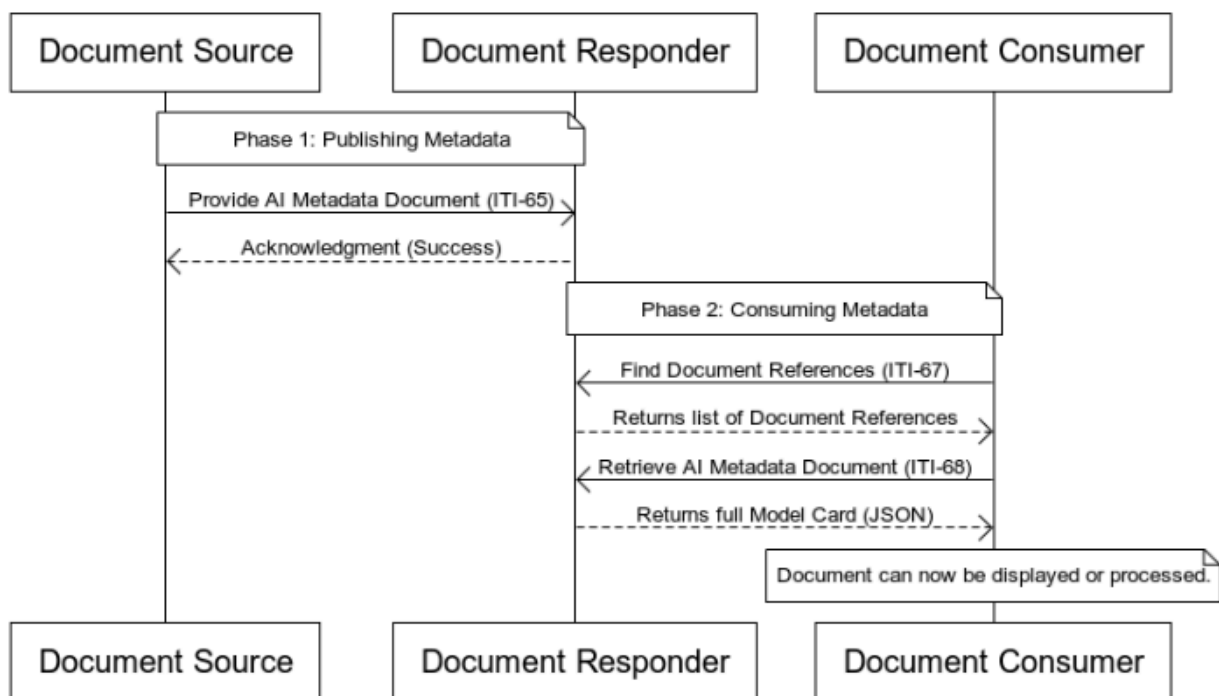 Document Source
Document Responder
Document Consumer
Phase 1: Publishing Metadata
Provide AI Metadata Document (ITI-65)
Acknowledgment (Success)
Phase 2: Consuming Metadata
Find Document References (ITI-67)
Returns list of Document References
Retrieve AI Metadata Document (ITI-68)
Returns full Model Card (JSON)
Document can now be displayed or processed.
Document Source
Document Responder
Document Consumer